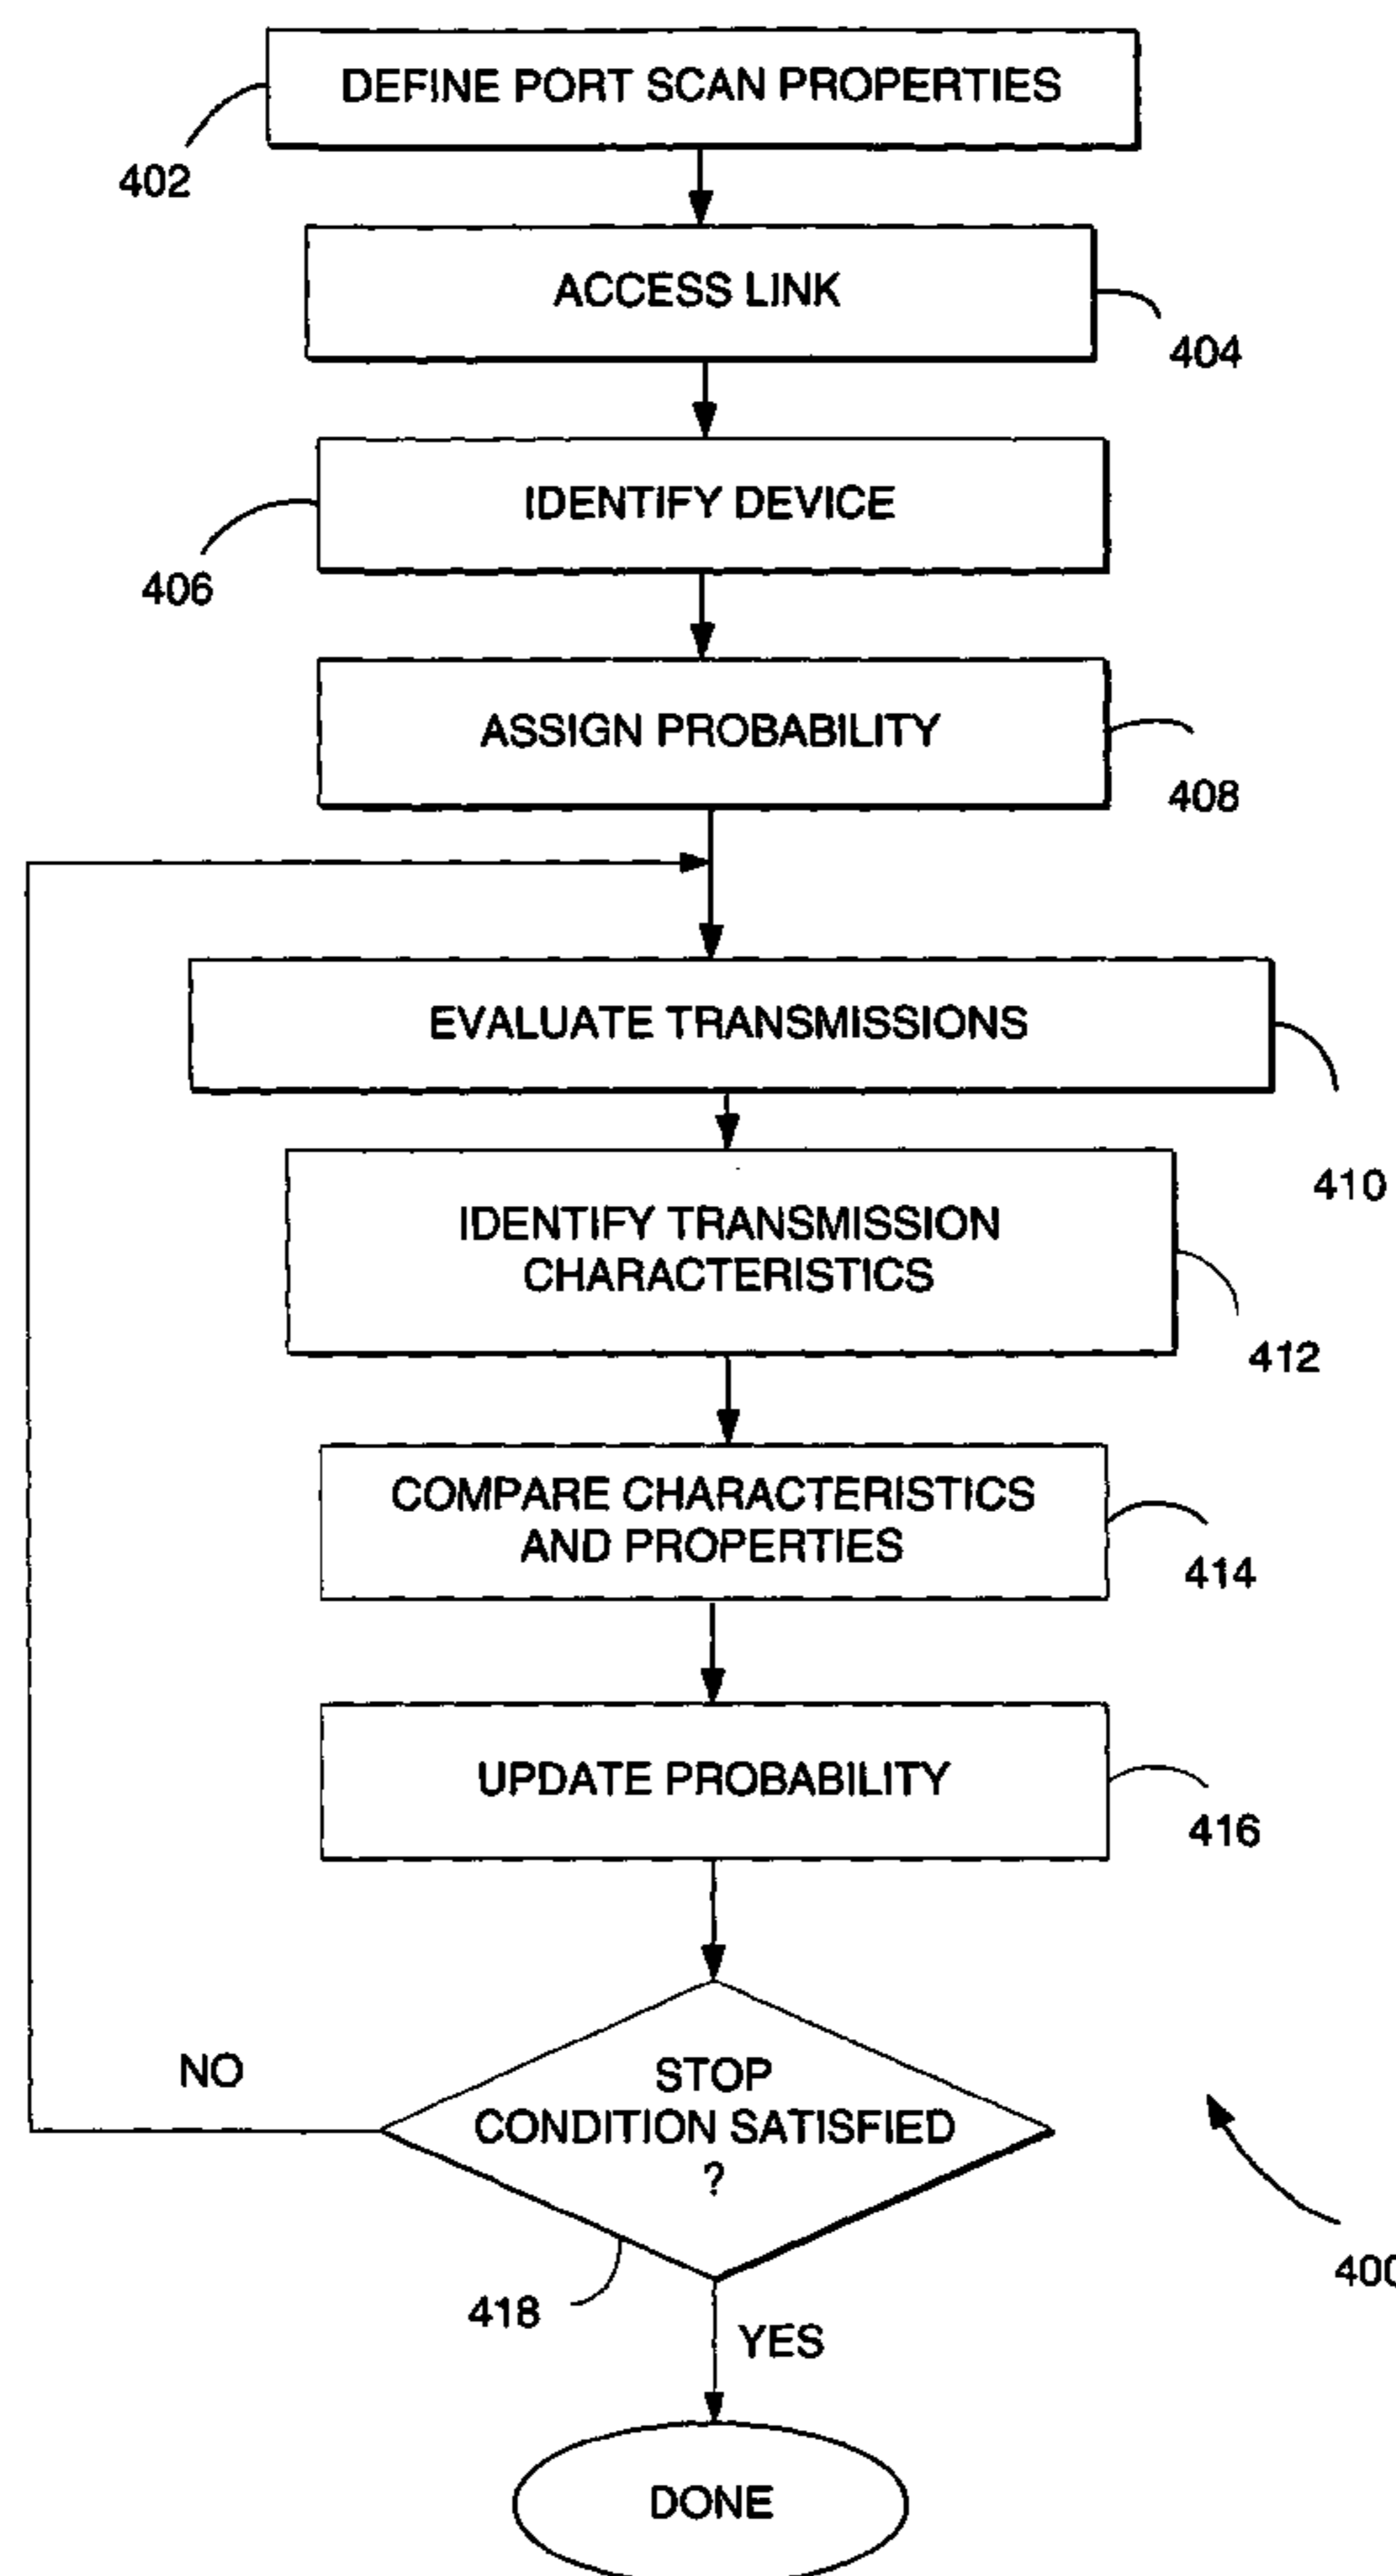 DEFINE PORT SCAN PROPERTIES
402
ACCESS LINK
404
IDENTIFY DEVICE
406
ASSIGN PROBABILITY
408
EVALUATE TRANSMISSIONS
410
IDENTIFY TRANSMISSION
CHARACTERISTICS
412
COMPARE CHARACTERISTICS
AND PROPERTIES
414
UPDATE PROBABILITY
416
NO
STOP
CONDITION SATISFIED
?
400
418
YES
DONE